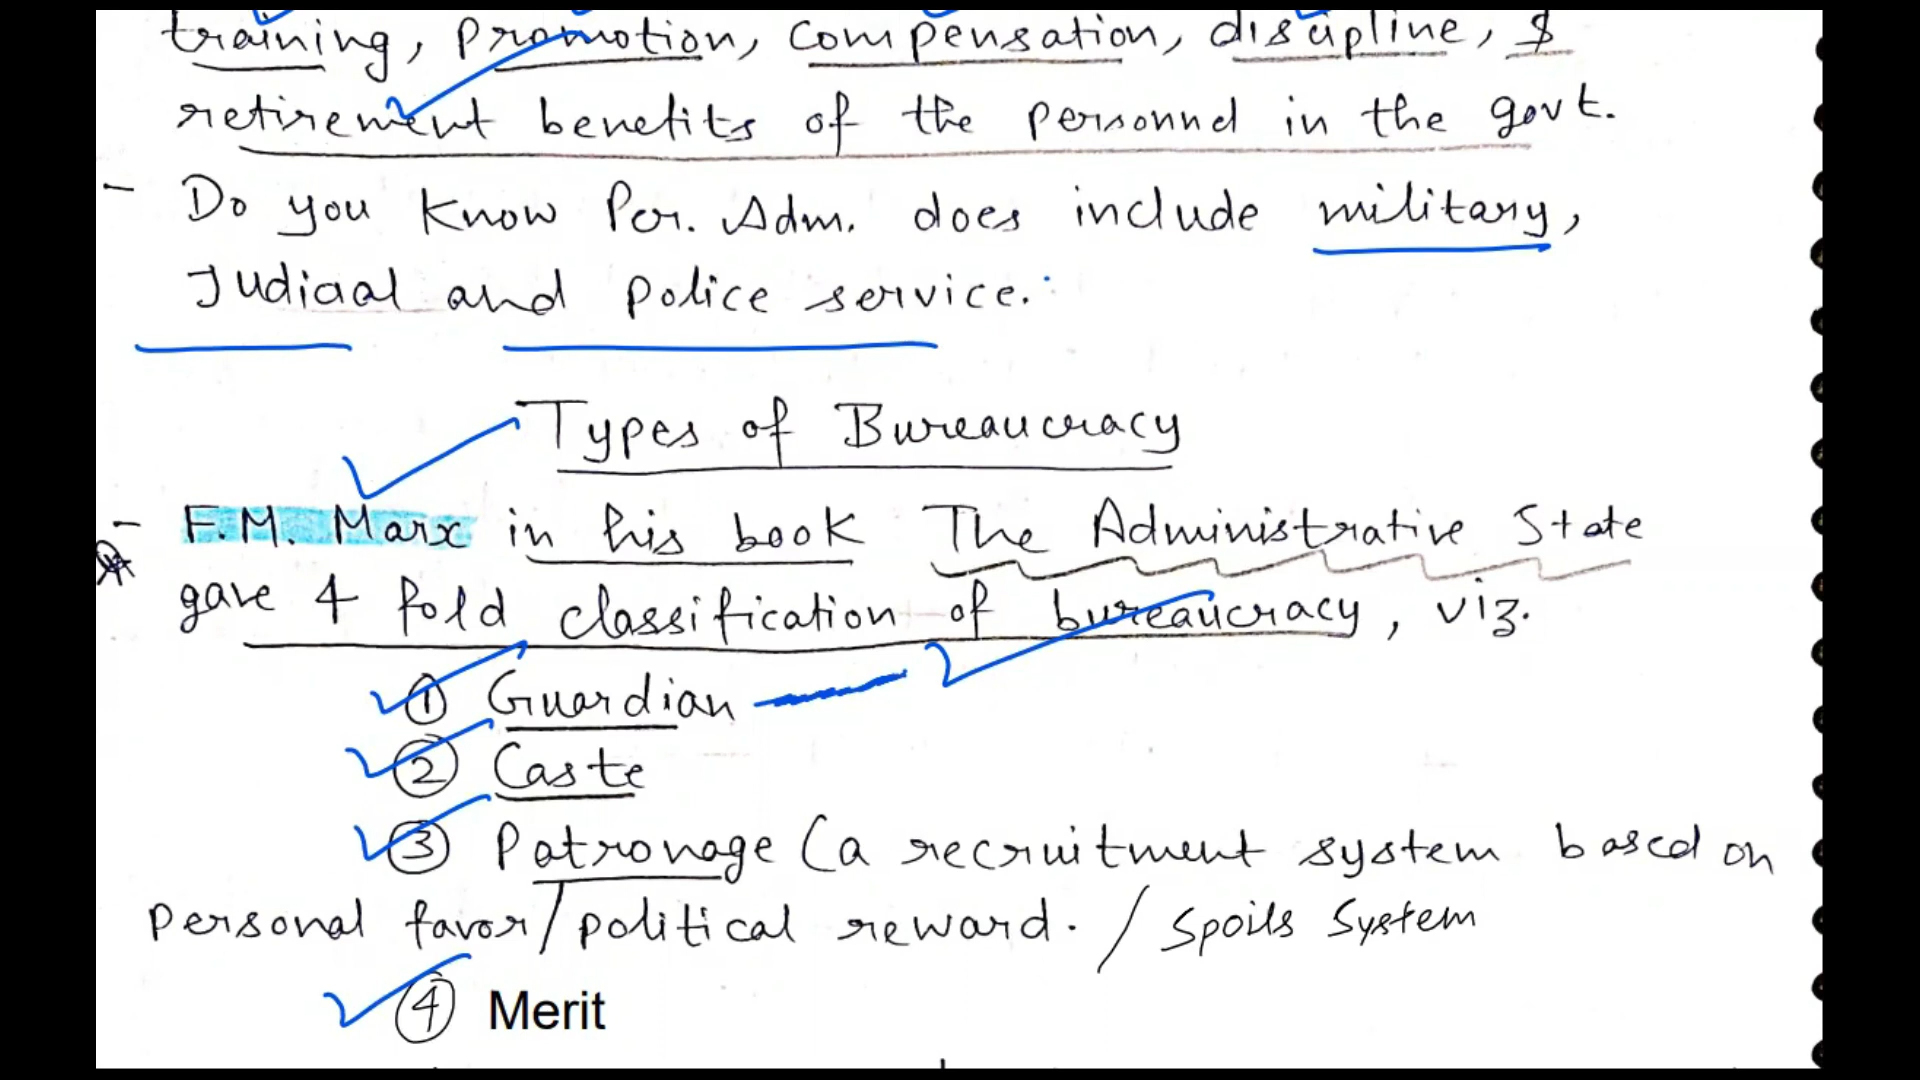 training, promotion, compensation, discipline, &
retirement benefits of the personnel in the govt.
- Do you know Per. Adm. does include military,
Judicial and police service.
Types of Bureaucracy
- F.M. Marx in his book The Administrative State
gave 4 fold classification of bureaucracy, viz.
① Guardian
② Caste
③ Patronage (a recruitment system based on
personal favor/political reward. / Spoils System
④ Merit